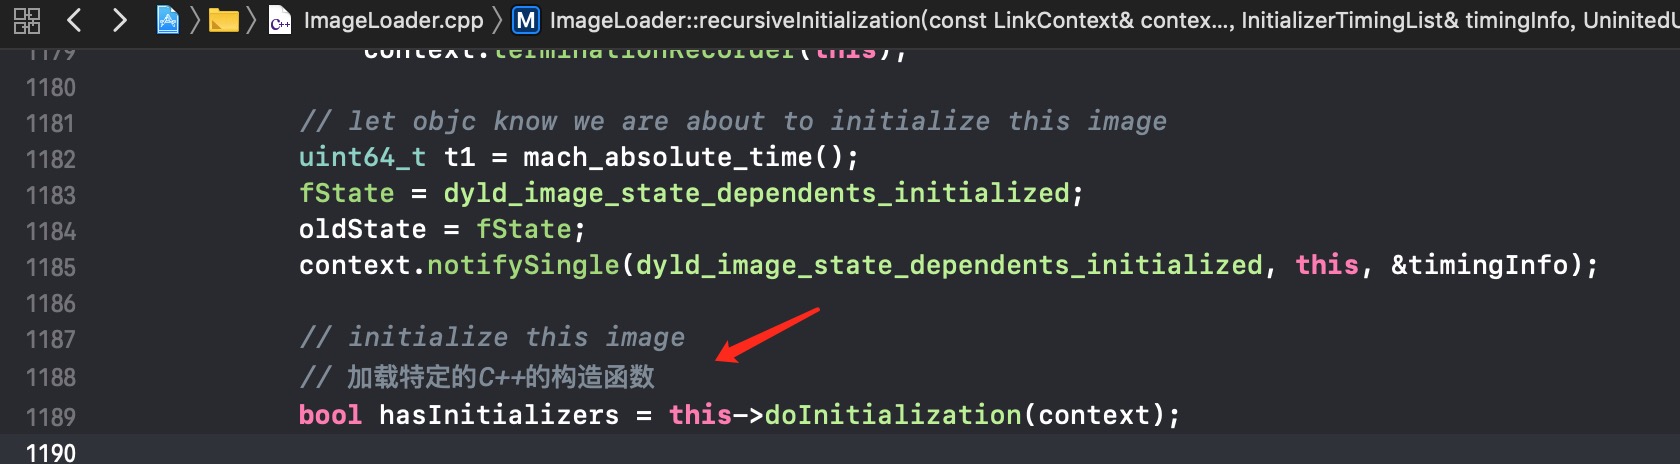 C++ ImageLoader.cpp M ImageLoader::recursiveInitialization(const LinkContext& contex..., InitializerTimingList& timingInfo, UninitedU
1179 context.terminationRecorder(this);
1180
1181 // let objc know we are about to initialize this image
1182 uint64_t t1 = mach_absolute_time();
1183 fState = dyld_image_state_dependents_initialized;
1184 oldState = fState;
1185 context.notifySingle(dyld_image_state_dependents_initialized, this, &timingInfo);
1186
1187 // initialize this image
1188 // 加载特定的C++的构造函数
1189 bool hasInitializers = this->doInitialization(context);
1190